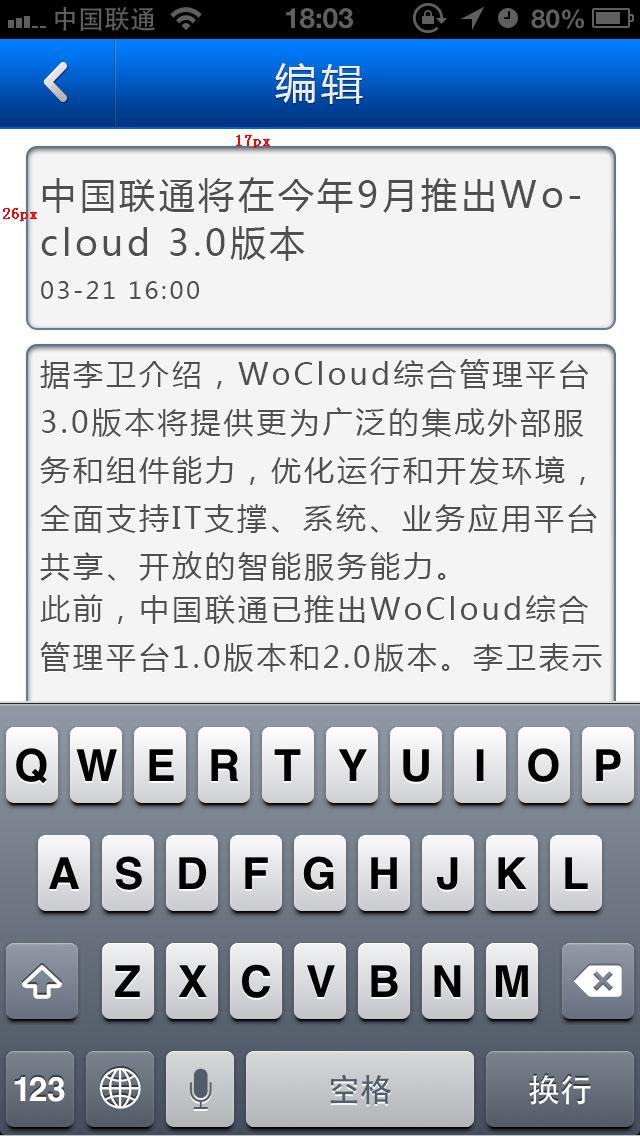 中国联通 18:03 80%
编辑
17px
26px
中国联通将在今年9月推出Wo-
cloud 3.0版本
03-21 16:00
据李卫介绍，WoCloud综合管理平台
3.0版本将提供更为广泛的集成外部服
务和组件能力，优化运行和开发环境，
全面支持IT支撑、系统、业务应用平台
共享、开放的智能服务能力。
此前，中国联通已推出WoCloud综合
管理平台1.0版本和2.0版本。李卫表示
Q W E R T Y U I O P
A S D F G H J K L
Z X C V B N M
123 空格 换行